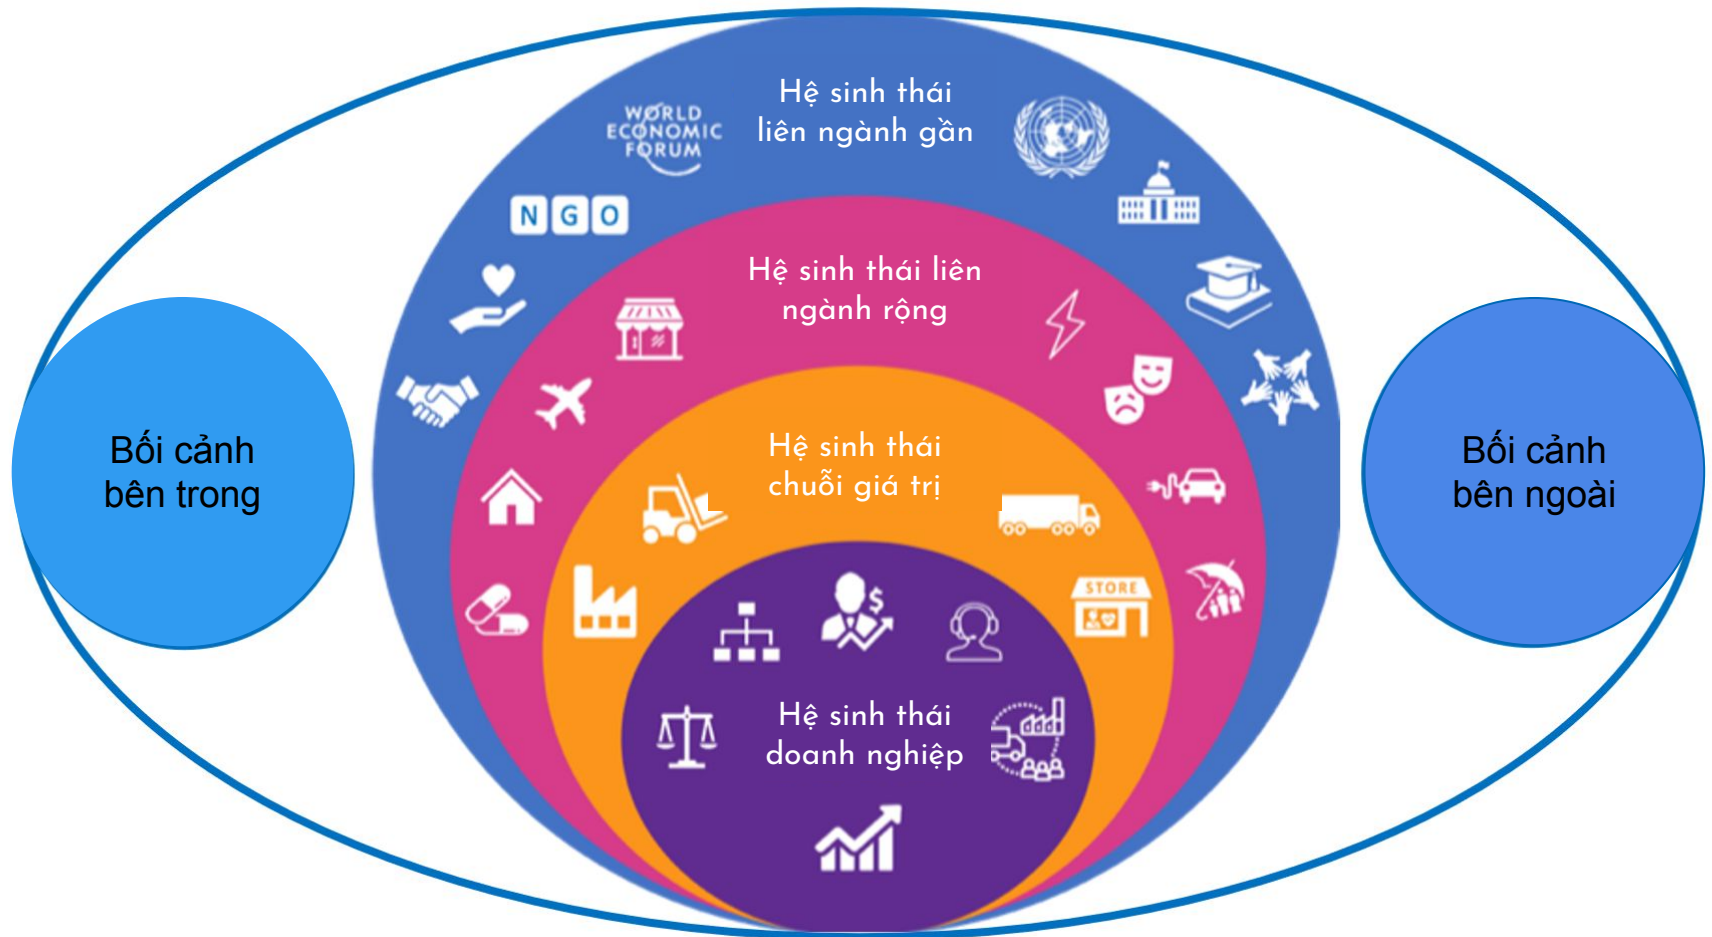 Hệ sinh thái
liên ngành gần
WORLD
ECONOMIC
FORUM
N G O
Hệ sinh thái liên
ngành rộng
Bối cảnh
bên trong
Hệ sinh thái
chuỗi giá trị
Bối cảnh
bên ngoài
STORE
$
Hệ sinh thái
doanh nghiệp